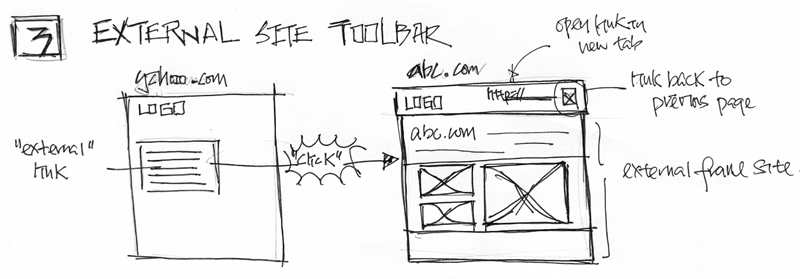 3 EXTERNAL SITE TOOLBAR
yahoo.com
LOGO
"external"
link
"click"
open link in
new tab
abc.com
LOGO
https://
link back to
previous page
abc.com
external frame site.